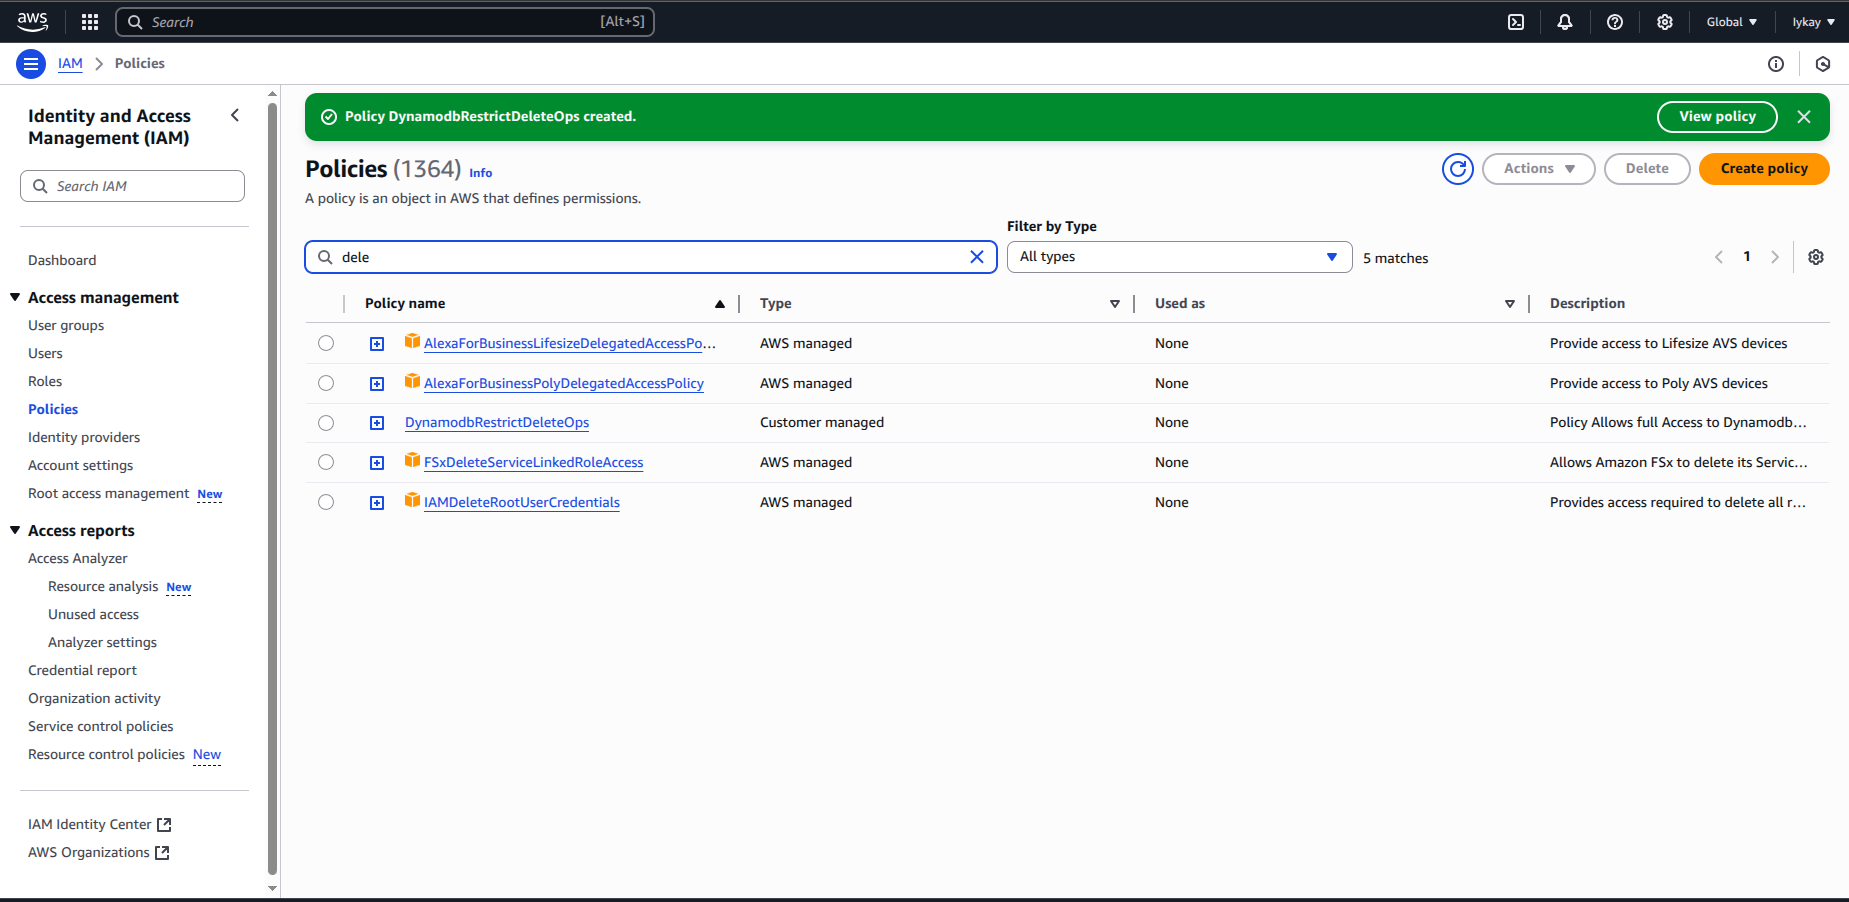 aws
Search [Alt+S]
Global
Iykay
IAM
Policies
Identity and Access
Management (IAM)
Search IAM
Dashboard
Access management
User groups
Users
Roles
Policies
Identity providers
Account settings
Root access management New
Access reports
Access Analyzer
Resource analysis New
Unused access
Analyzer settings
Credential report
Organization activity
Service control policies
Resource control policies New
IAM Identity Center
AWS Organizations
Policy DynamodbRestrictDeleteOps created.
View policy
Policies (1364) Info
Actions
Delete
Create policy
A policy is an object in AWS that defines permissions.
Filter by Type
dele
All types
5 matches
1
Policy name Type Used as Description
AlexaForBusinessLifesizeDelegatedAccessPo... AWS managed None Provide access to Lifesize AVS devices
AlexaForBusinessPolyDelegatedAccessPolicy AWS managed None Provide access to Poly AVS devices
DynamodbRestrictDeleteOps Customer managed None Policy Allows full Access to Dynamodb...
FSxDeleteServiceLinkedRoleAccess AWS managed None Allows Amazon FSx to delete its Servic...
IAMDeleteRootUserCredentials AWS managed None Provides access required to delete all r...